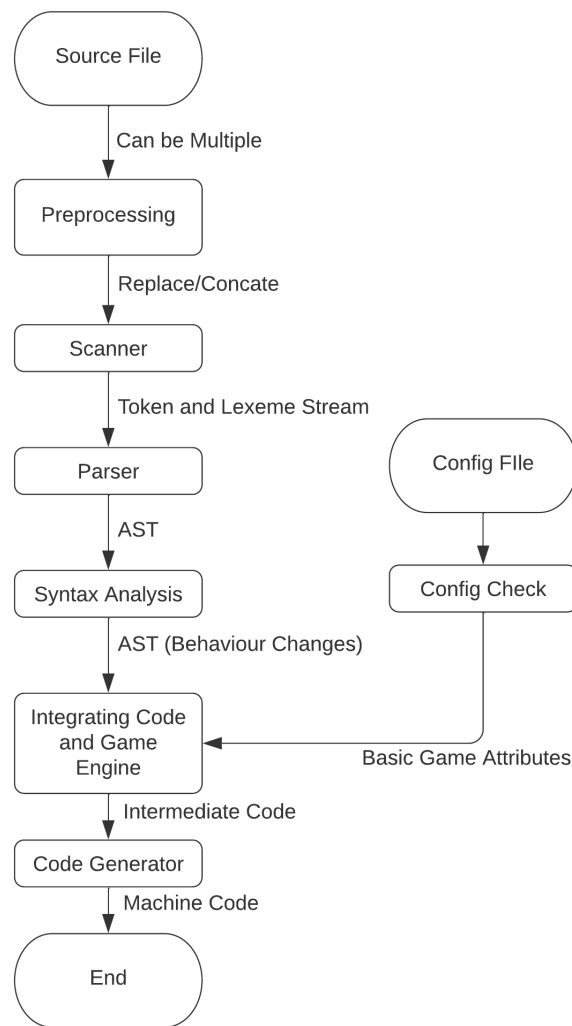 Source File
Can be Multiple
Preprocessing
Replace/Concate
Scanner
Token and Lexeme Stream
Parser
AST
Syntax Analysis
AST (Behaviour Changes)
Config FIle
Config Check
Basic Game Attributes
Integrating Code
and Game
Engine
Intermediate Code
Code Generator
Machine Code
End